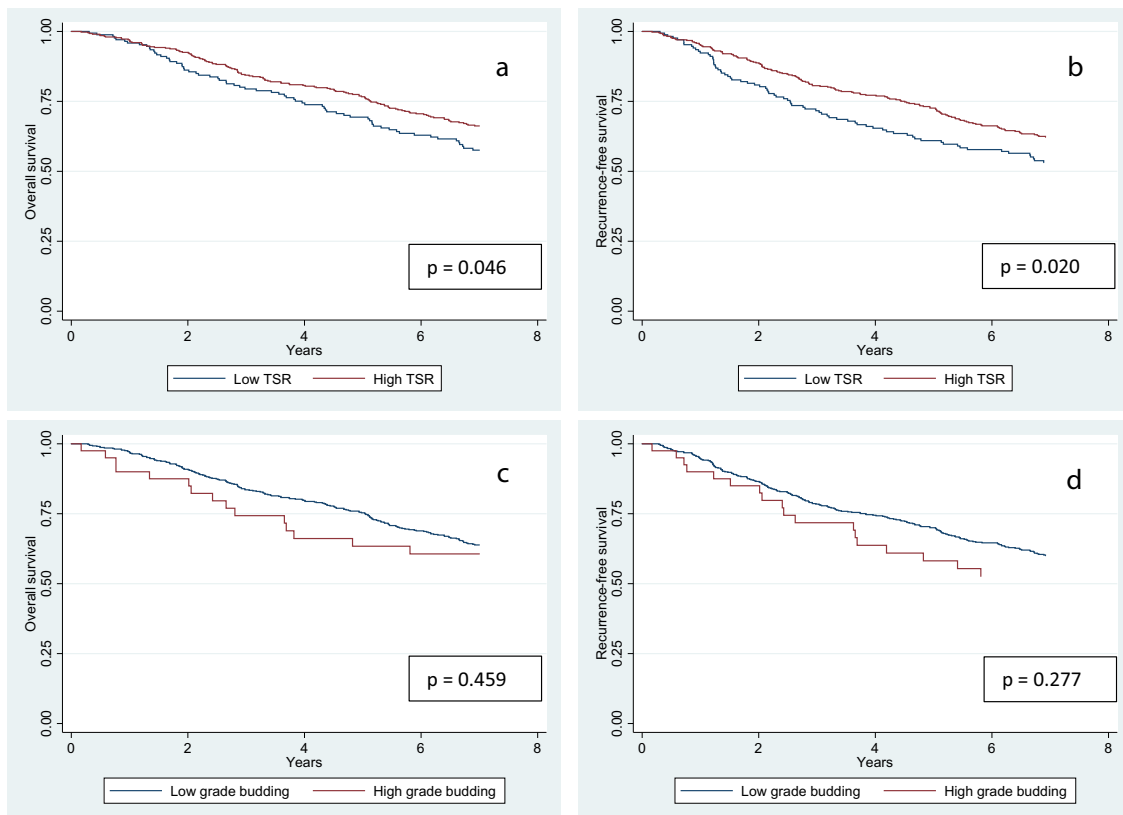 a
Overall survival
1.00
0.75
0.50
0.25
0.00
p = 0.046
0 2 4 6 8
Years
Low TSR High TSR
b
Recurrence-free survival
1.00
0.75
0.50
0.25
0.00
p = 0.020
0 2 4 6 8
Years
Low TSR High TSR
c
Overall survival
1.00
0.75
0.50
0.25
0.00
p = 0.459
0 2 4 6 8
Years
Low grade budding High grade budding
d
Recurrence-free survival
1.00
0.75
0.50
0.25
0.00
p = 0.277
0 2 4 6 8
Years
Low grade budding High grade budding